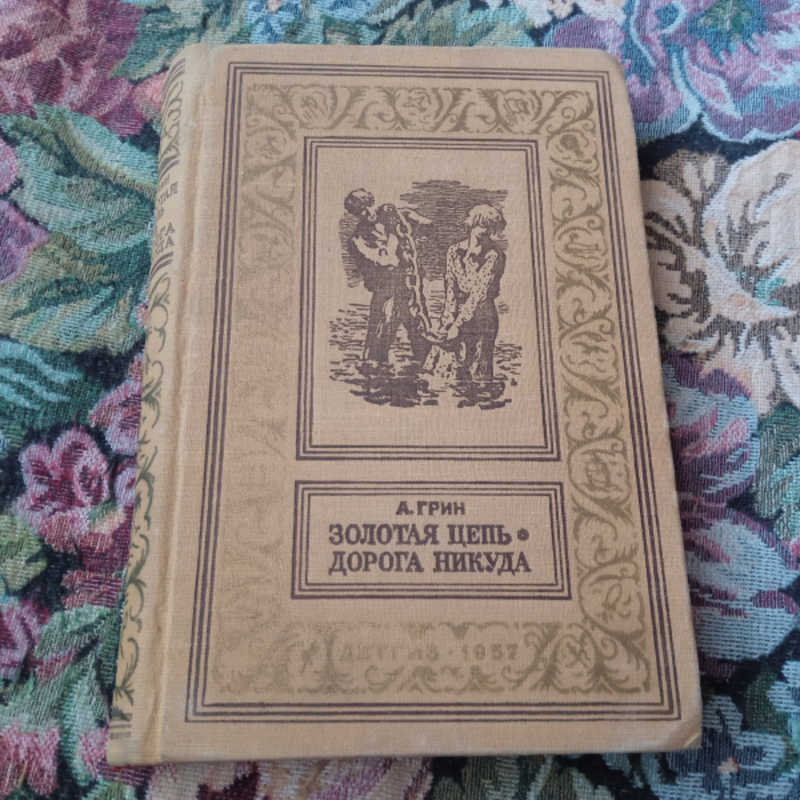 А. ГРИН
ЗОЛОТАЯ ЦЕПЬ •
ДОРОГА НИКУДА
ДЕТГИЗ · 1957